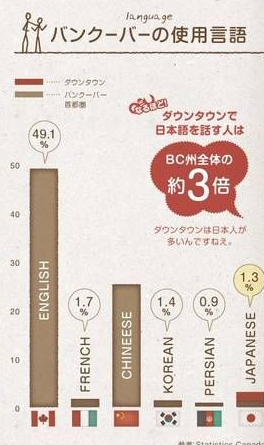 language
バンクーバーの使用言語
ダウンタウン
バンクーバー
首都圏
なるほど!
ダウンタウンで
日本語を話す人は
BC州全体の
約3倍
ダウンタウンは日本人が
多いんですねえ。
49.1
%
50
40
30
20
10
0
ENGLISH
1.7
%
FRENCH
CHINEESE
1.4
%
KOREAN
0.9
%
PERSIAN
1.3
%
JAPANESE
Statistics Canada